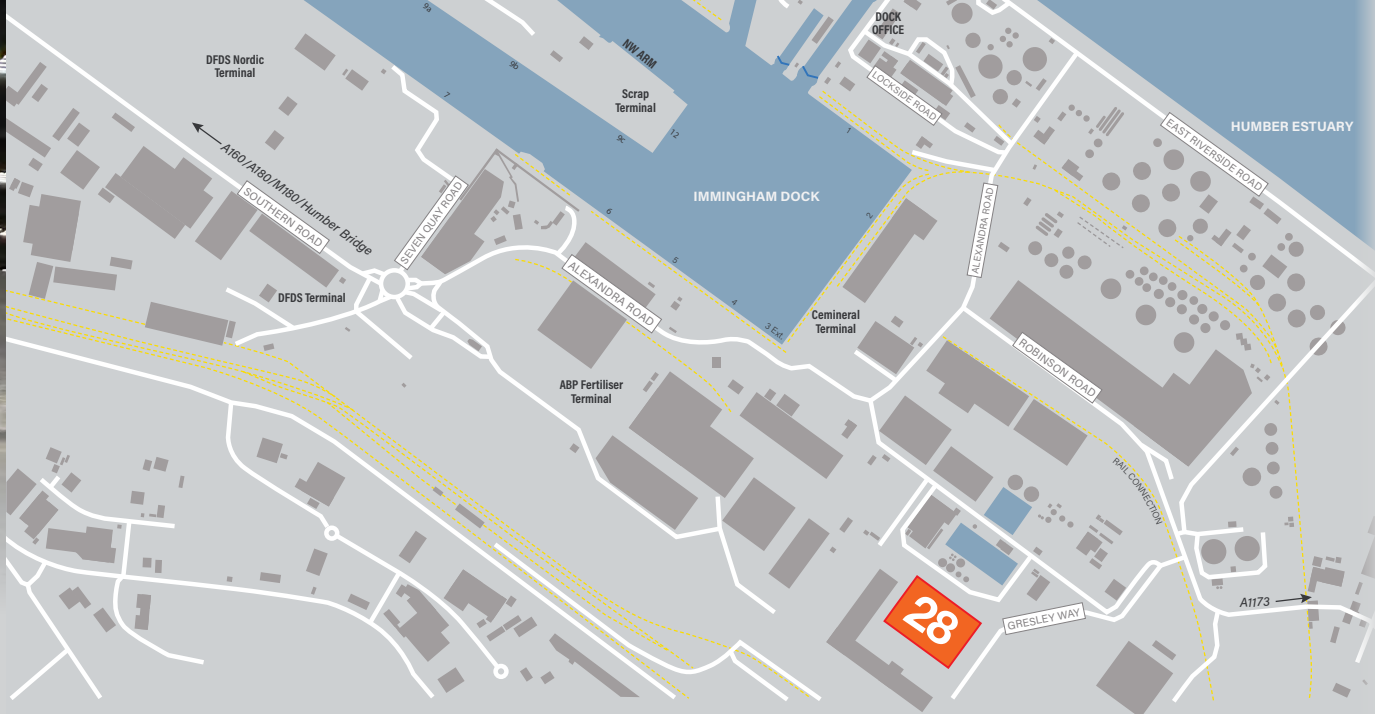 9a
DOCK
OFFICE
NW ARM
DFDS Nordic
Terminal
9b
LOCKSIDE ROAD
7
Scrap
Terminal
12
9c
1
EAST RIVERSIDE ROAD
HUMBER ESTUARY
A160/A180/M180/Humber Bridge
SOUTHERN ROAD
SEVEN QUAY ROAD
IMMINGHAM DOCK
6
2
ALEXANDRA ROAD
5
ALEXANDRA ROAD
DFDS Terminal
4
3 Ext.
Cemineral
Terminal
ROBINSON ROAD
ABP Fertiliser
Terminal
RAIL CONNECTION
28
GRESLEY WAY
A1173